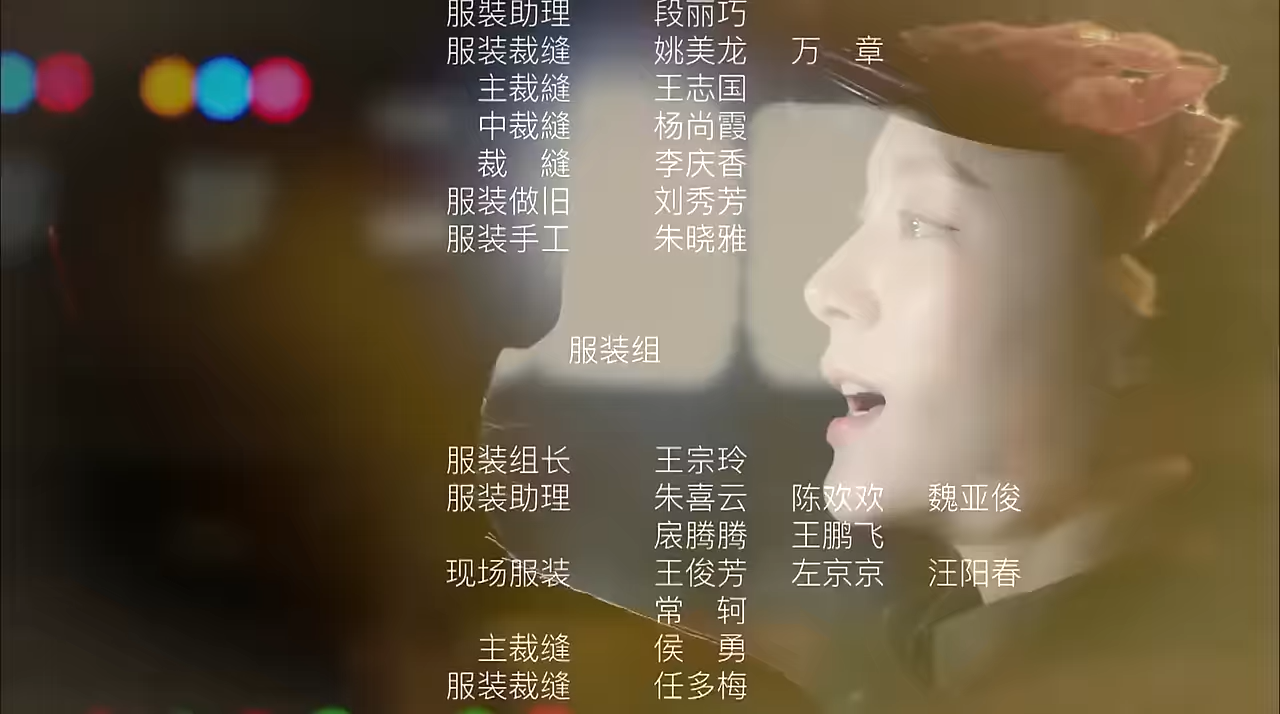 服装助理 段丽巧
服装裁缝 姚美龙 万 章
主裁縫 王志国
中裁縫 杨尚霞
裁 縫 李庆香
服装做旧 刘秀芳
服装手工 朱晓雅
服装组
服装组长 王宗玲
服装助理 朱喜云 陈欢欢 魏亚俊
扆腾腾 王鹏飞
现场服装 王俊芳 左京京 汪阳春
常 轲
主裁缝 侯 勇
服装裁缝 任多梅